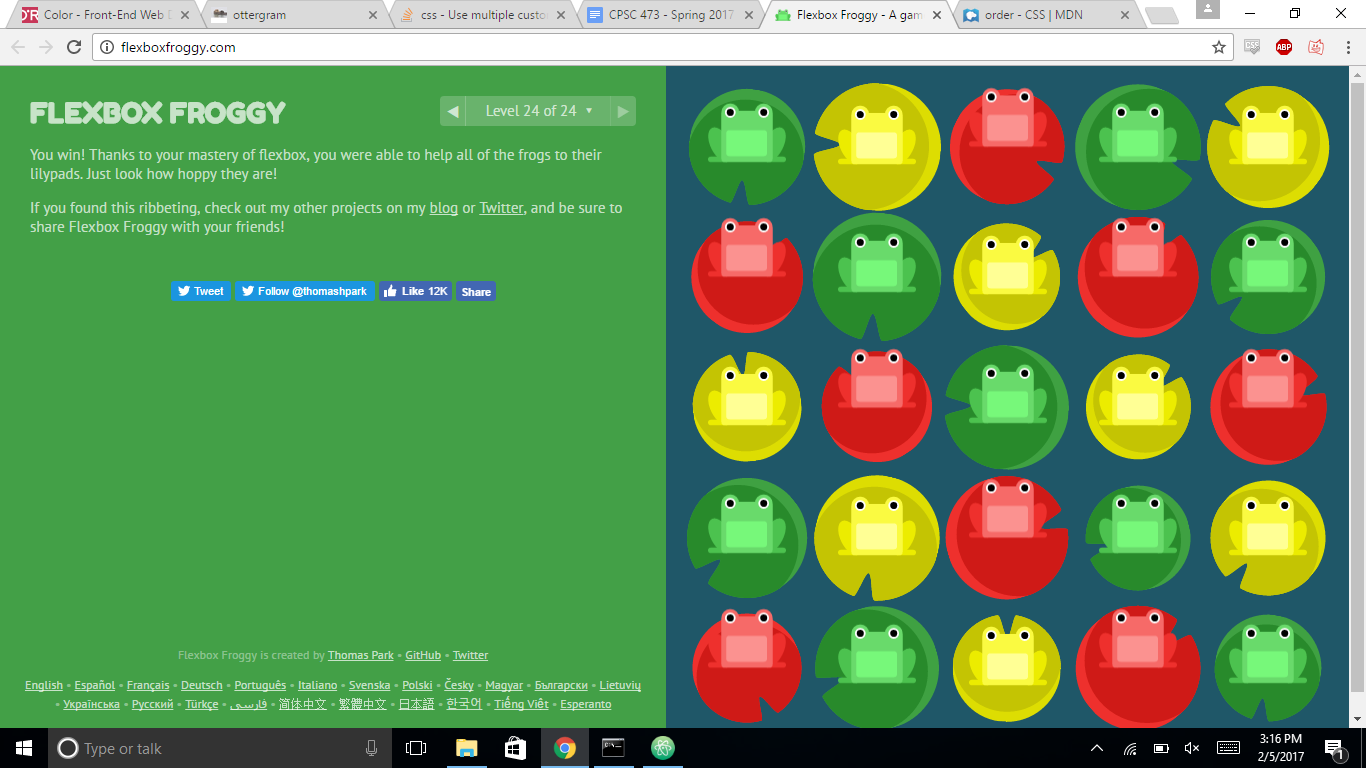 Color - Front-End Web D
ottergram
css - Use multiple custo
CPSC 473 - Spring 2017
Flexbox Froggy - A gam
order - CSS | MDN
flexboxfroggy.com
CSF
ABP
FLEXBOX FROGGY
Level 24 of 24
You win! Thanks to your mastery of flexbox, you were able to help all of the frogs to their
lilypads. Just look how hoppy they are!
If you found this ribbeting, check out my other projects on my blog or Twitter, and be sure to
share Flexbox Froggy with your friends!
Tweet Follow @thomashpark Like 12K Share
Flexbox Froggy is created by Thomas Park • GitHub • Twitter
English • Español • Français • Deutsch • Português • Italiano • Svenska • Polski • Česky • Magyar • Български • Lietuvių
• Українська • Русский • Türkçe • فارسی • 简体中文 • 繁體中文 • 日本語 • 한국어 • Tiếng Việt • Esperanto
Type or talk
3:16 PM
2/5/2017
1